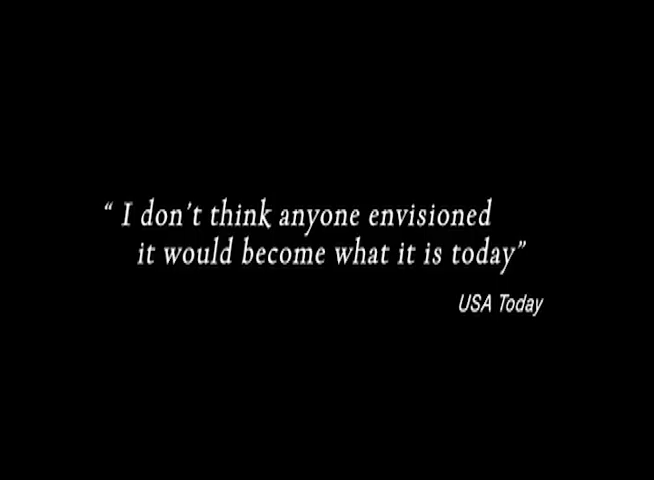 “ I don’t think anyone envisioned
it would become what it is today”
USA Today